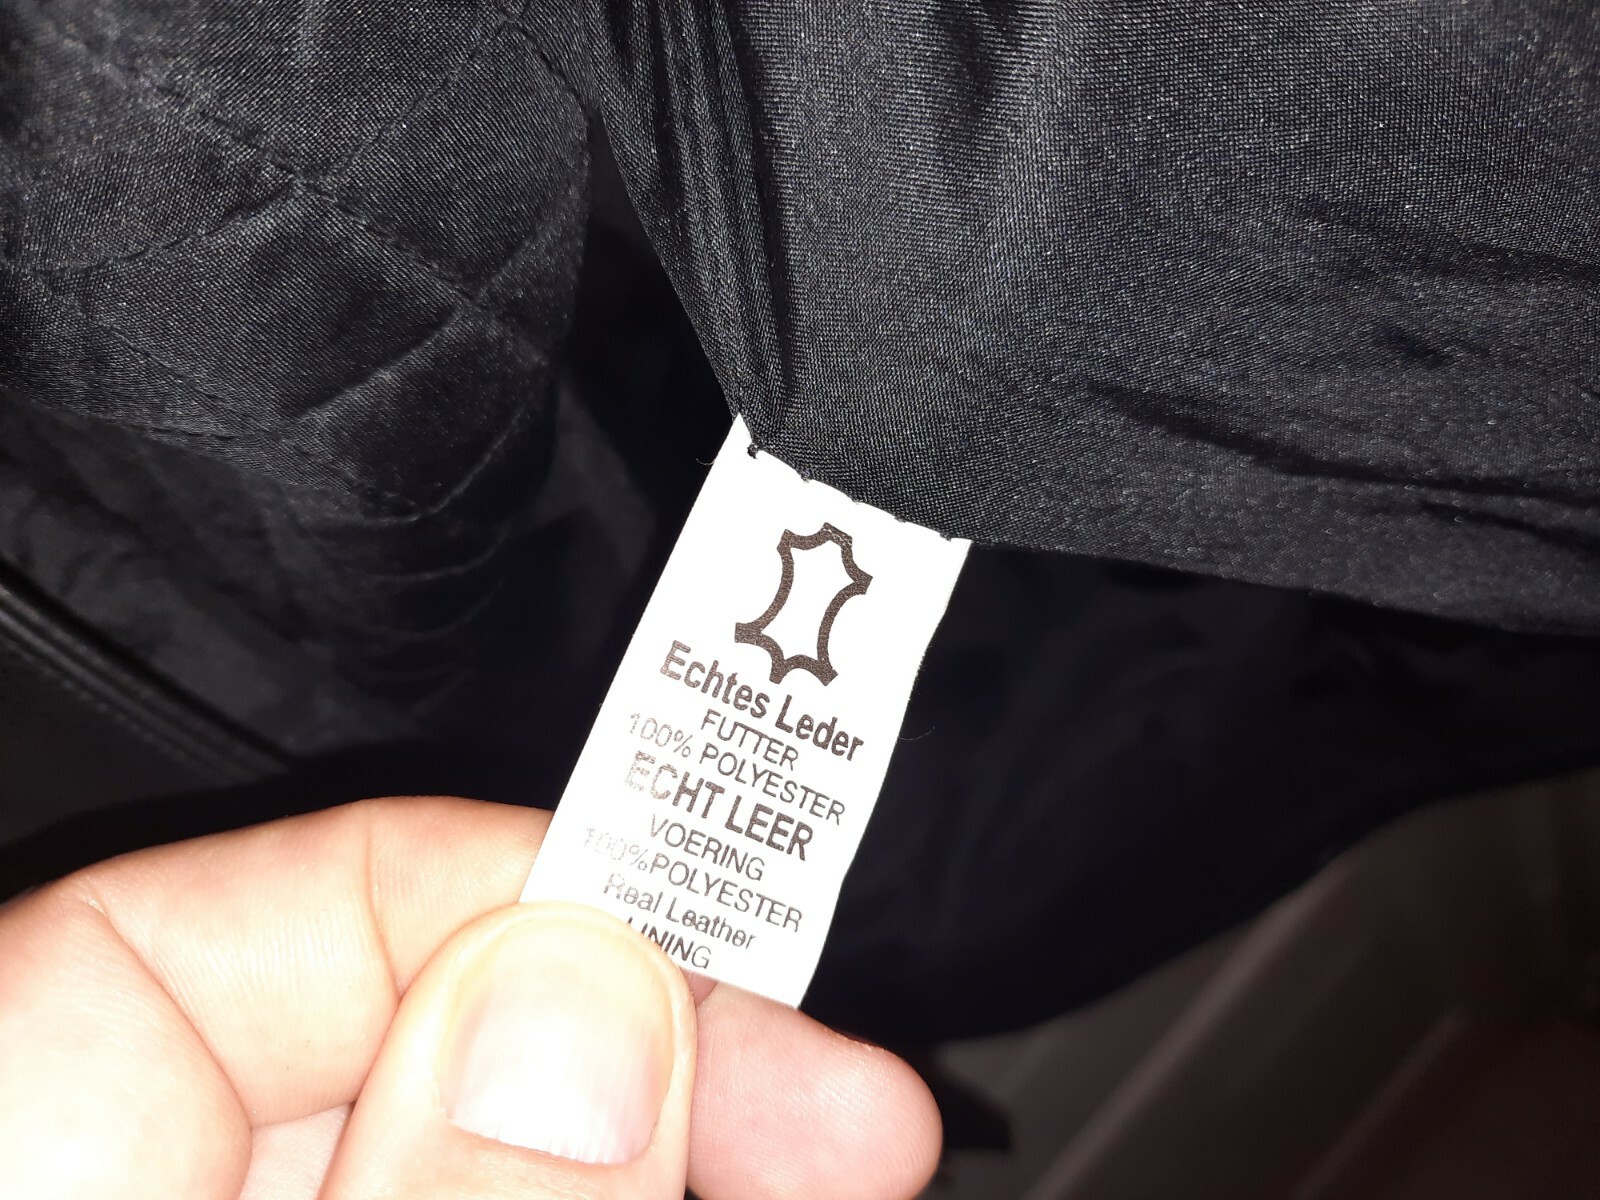 Echtes Leder
FUTTER
100% POLYESTER
ECHT LEER
VOERING
100%POLYESTER
Real Leather
LINING